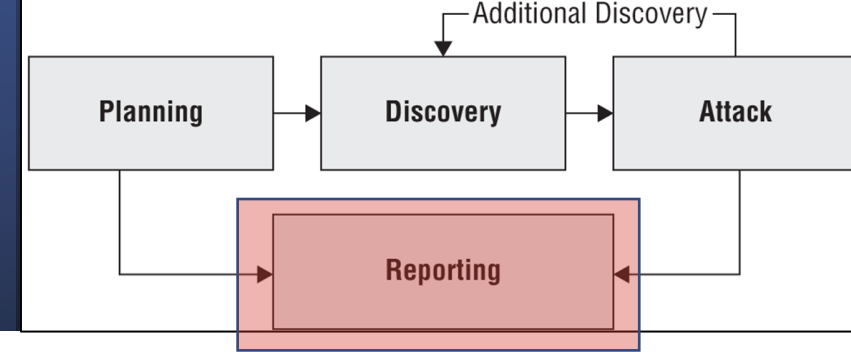 Additional Discovery
Planning
Discovery
Attack
Reporting